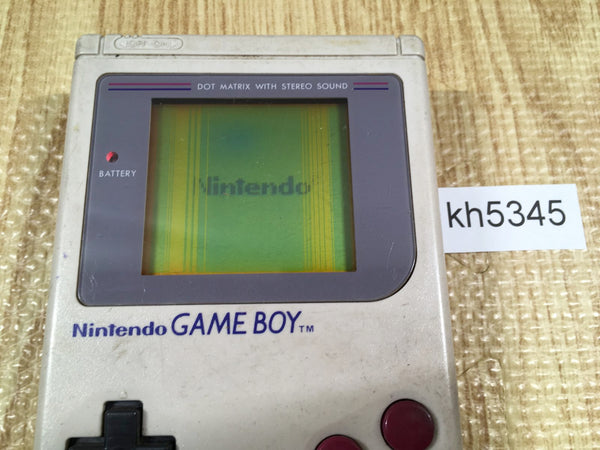 DOT MATRIX WITH STEREO SOUND
BATTERY
Nintendo
kh5345
Nintendo GAME BOY™